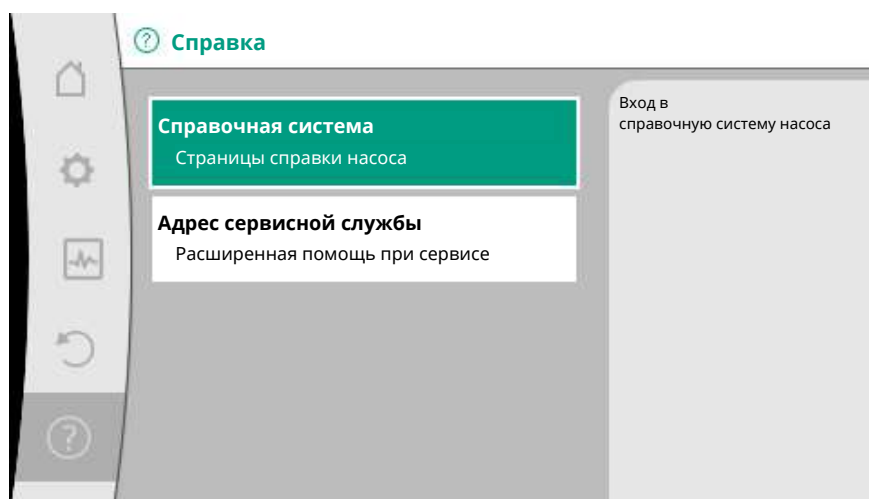 Справка
Справочная система
Страницы справки насоса
Адрес сервисной службы
Расширенная помощь при сервисе
Вход в
справочную систему насоса